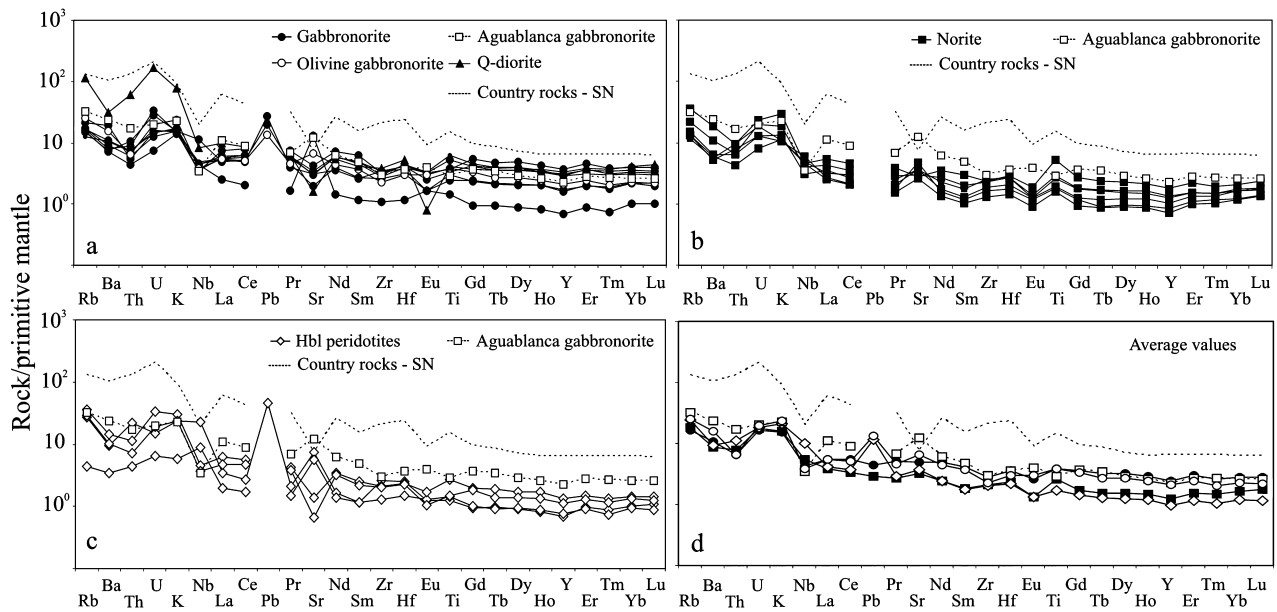 Rock/primitive mantle
10³
10²
10
10⁰
Gabbronorite
Aguablanca gabbronorite
Olivine gabbronorite
Q-diorite
Country rocks - SN
a
Rb Ba Th U K Nb La Ce Pb Pr Sr Nd Sm Zr Hf Eu Ti Gd Tb Dy Ho Y Er Tm Yb Lu
Norite
Aguablanca gabbronorite
Country rocks - SN
b
Rb Ba Th U K Nb La Ce Pb Pr Sr Nd Sm Zr Hf Eu Ti Gd Tb Dy Ho Y Er Tm Yb Lu
10³
10²
10
10⁰
Hbl peridotites
Aguablanca gabbronorite
Country rocks - SN
c
Rb Ba Th U K Nb La Ce Pb Pr Sr Nd Sm Zr Hf Eu Ti Gd Tb Dy Ho Y Er Tm Yb Lu
Average values
d
Rb Ba Th U K Nb La Ce Pb Pr Sr Nd Sm Zr Hf Eu Ti Gd Tb Dy Ho Y Er Tm Yb Lu